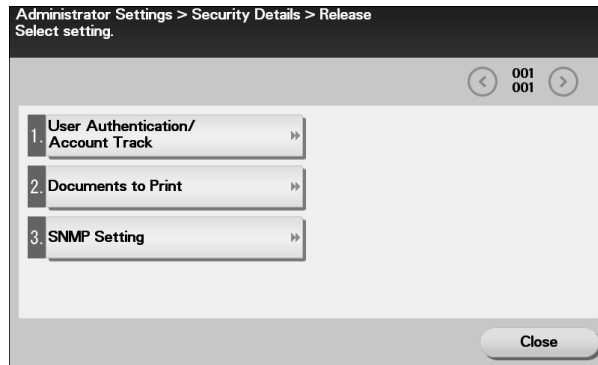 Administrator Settings > Security Details > Release
Select setting.
001
001
1. User Authentication/
Account Track
2. Documents to Print
3. SNMP Setting
Close